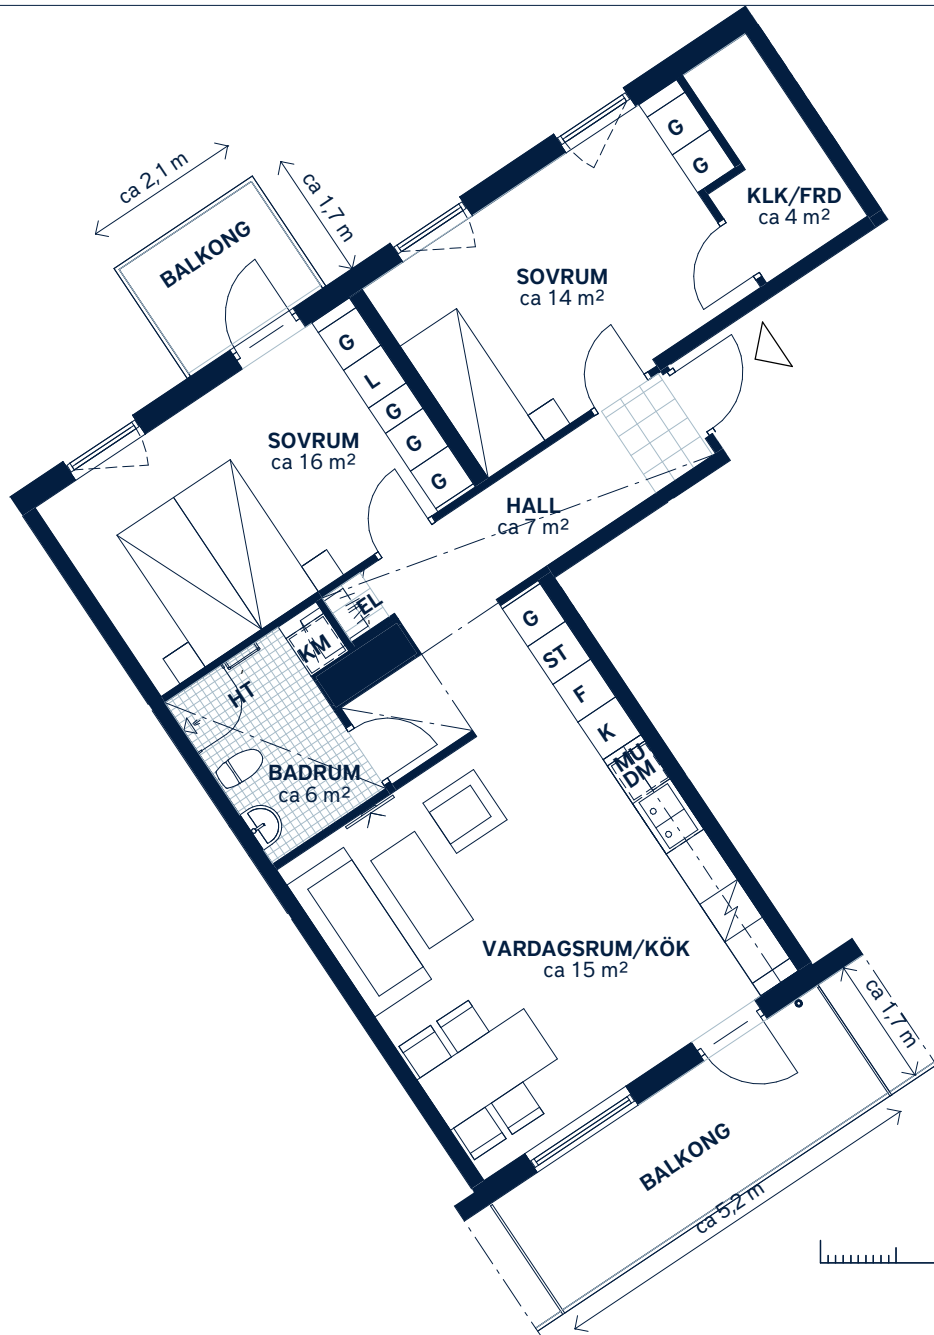 ca 2,1 m
ca 1,7 m
BALKONG
G
G
KLK/FRD
ca 4 m²
SOVRUM
ca 14 m²
G
L
G
G
G
SOVRUM
ca 16 m²
HALL
ca 7 m²
EL
KM
HT
BADRUM
ca 6 m²
G
ST
F
K
MU
DM
VARDAGSRUM/KÖK
ca 15 m²
ca 1,7 m
BALKONG
ca 5,2 m